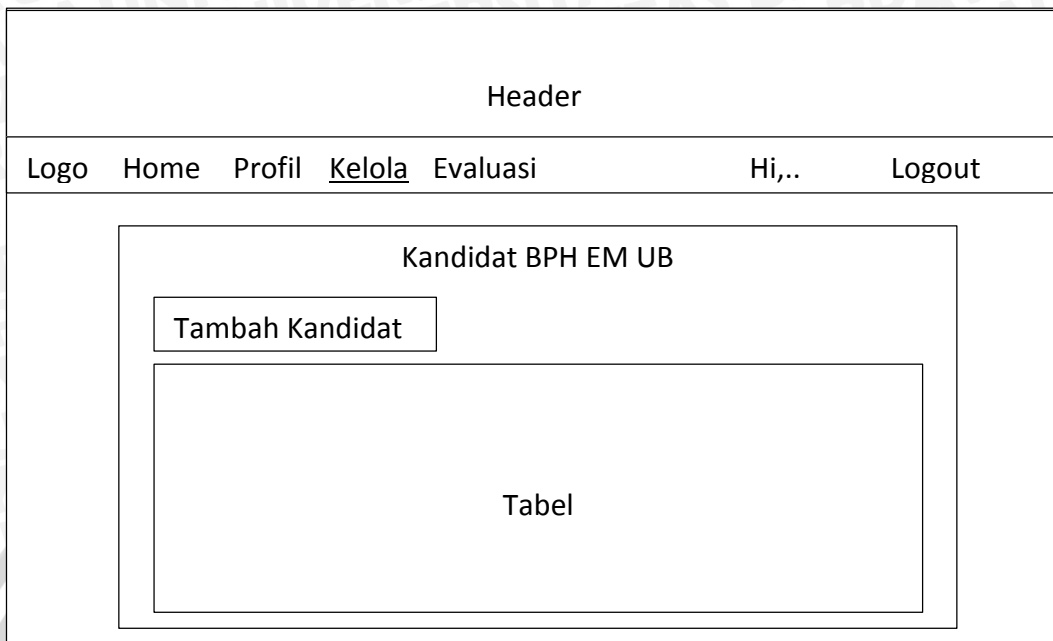 Header
Logo Home Profil Kelola Evaluasi Hi,.. Logout
Kandidat BPH EM UB
Tambah Kandidat
Tabel